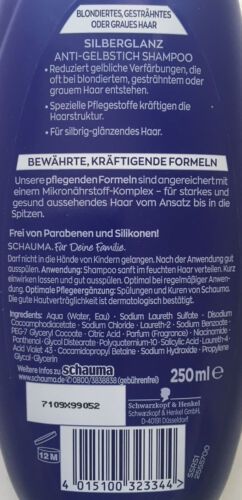 BLONDIERTES, GESTRÄHNTES
ODER GRAUES HAAR
SILBERGLANZ
ANTI-GELBSTICH SHAMPOO
• Reduziert gelbliche Verfärbungen, die
oft bei blondiertem, gesträhntem oder
grauem Haar entstehen.
• Spezielle Pflegestoffe kräftigen die
Haarstruktur.
• Für silbrig-glänzendes Haar.
BEWÄHRTE, KRÄFTIGENDE FORMELN
Unsere pflegenden Formeln sind angereichert mit
einem Mikronährstoff-Komplex – für starkes und
gesund aussehendes Haar vom Ansatz bis in die
Spitzen.
Frei von Parabenen und Silikonen!
SCHAUMA. Für Deine Familie.
Darf nicht in die Hände von Kindern gelangen. Nach der Anwendung gut
ausspülen. Anwendung: Shampoo sanft im feuchten Haar verteilen. Kurz
einwirken lassen und gut ausspülen. Optimal bei regelmäßiger
Anwendung. Optimale Pflegeergänzung: Spülungen und Kuren von Schauma.
Die gute Hautverträglichkeit ist dermatologisch bestätigt.
Ingredients: Aqua (Water, Eau) · Sodium Laureth Sulfate · Disodium
Cocoamphodiacetate · Sodium Chloride · Laureth-2 · Sodium Benzoate ·
PEG-7 Glyceryl Cocoate · Citric Acid · Parfum (Fragrance) · Niacinamide ·
Panthenol · Glycol Distearate · Polyquaternium-10 · Salicylic Acid · Laureth-4
Acid Violet 43 · Cocamidopropyl Betaine · Sodium Hydroxide · Propylene
Glycol · Glycerin
Weitere Infos zu Schauma
www.schauma.de ✆ 0800/3838838 (gebührenfrei)
250 ml e
7109X99052
12 M
Schwarzkopf & Henkel
Schwarzkopf & Henkel GmbH
D-40191 Düsseldorf
4 015100 323344 >